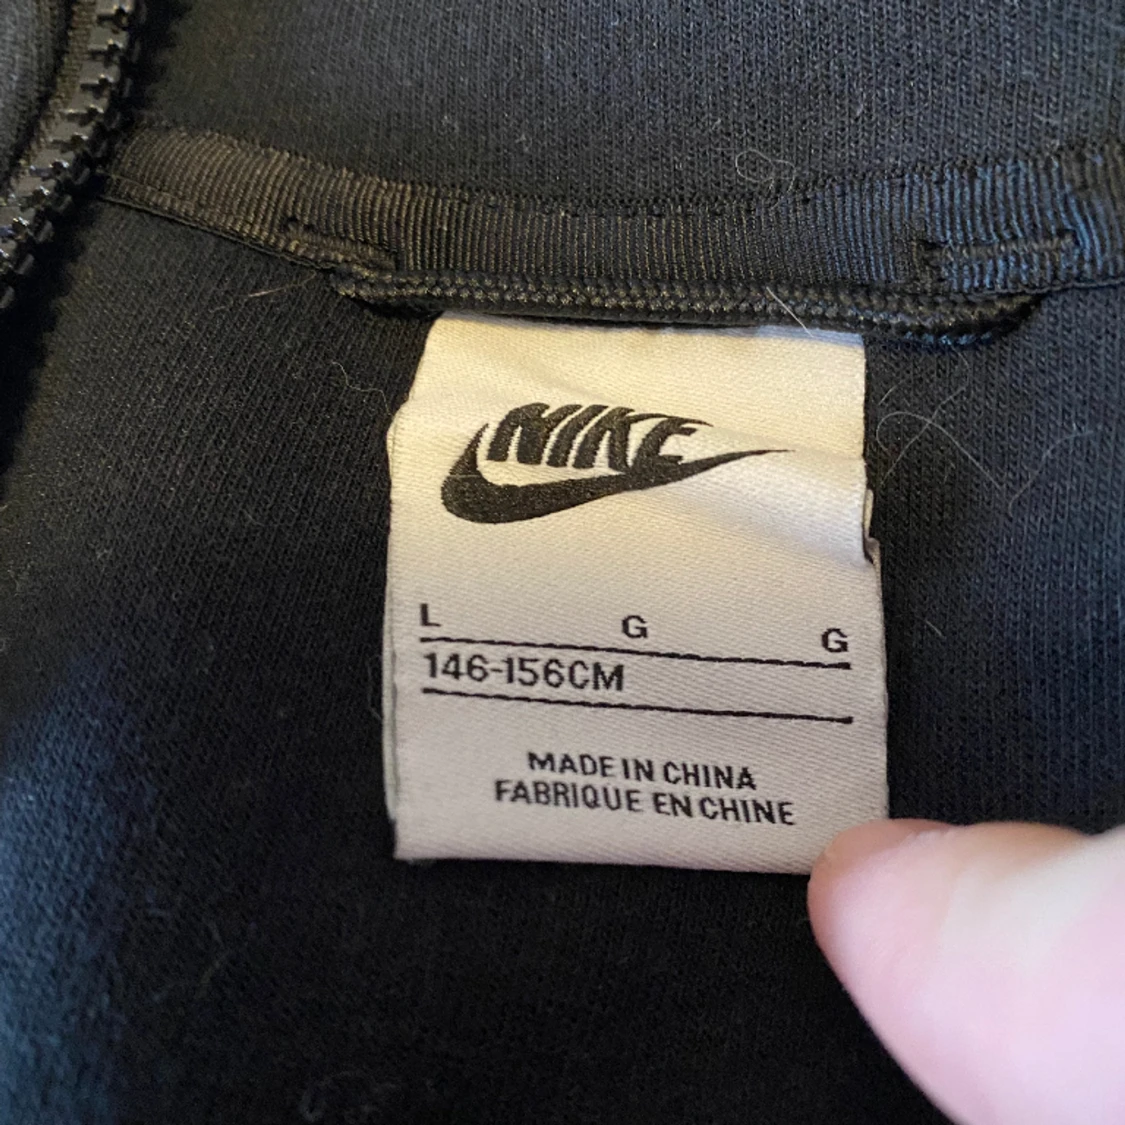 NIKE
L G G
146-156CM
MADE IN CHINA
FABRIQUE EN CHINE